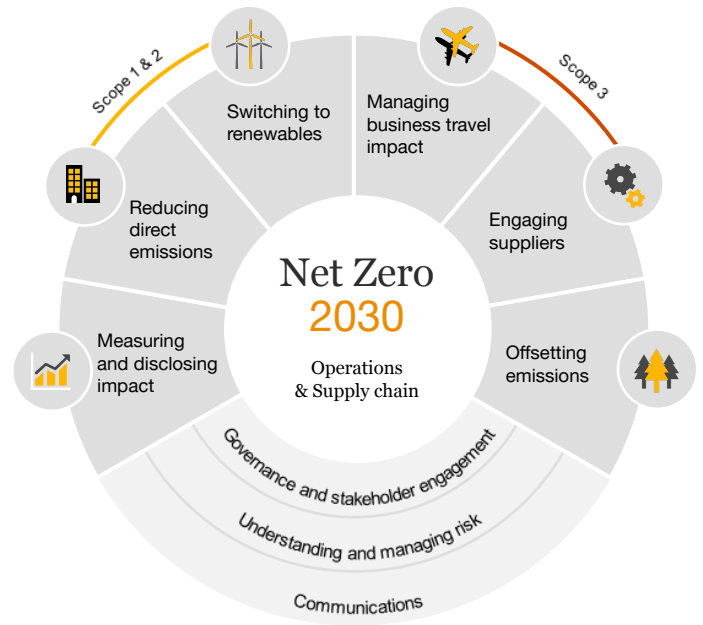 Scope 1 & 2
Scope 3
Switching to
renewables
Managing
business travel
impact
Reducing
direct
emissions
Engaging
suppliers
Net Zero
2030
Operations
& Supply chain
Measuring
and disclosing
impact
Offsetting
emissions
Governance and stakeholder engagement
Understanding and managing risk
Communications